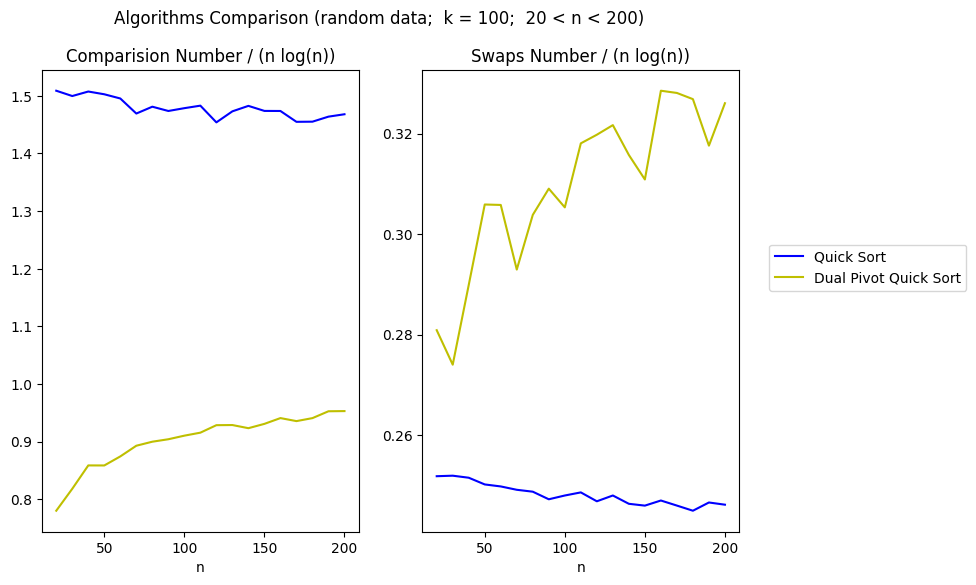 Algorithms Comparison (random data;  k = 100;  20 < n < 200)
Comparision Number / (n log(n))
1.5
1.4
1.3
1.2
1.1
1.0
0.9
0.8
50
100
150
200
n
Swaps Number / (n log(n))
0.32
0.30
0.28
0.26
50
100
150
200
n
Quick Sort
Dual Pivot Quick Sort